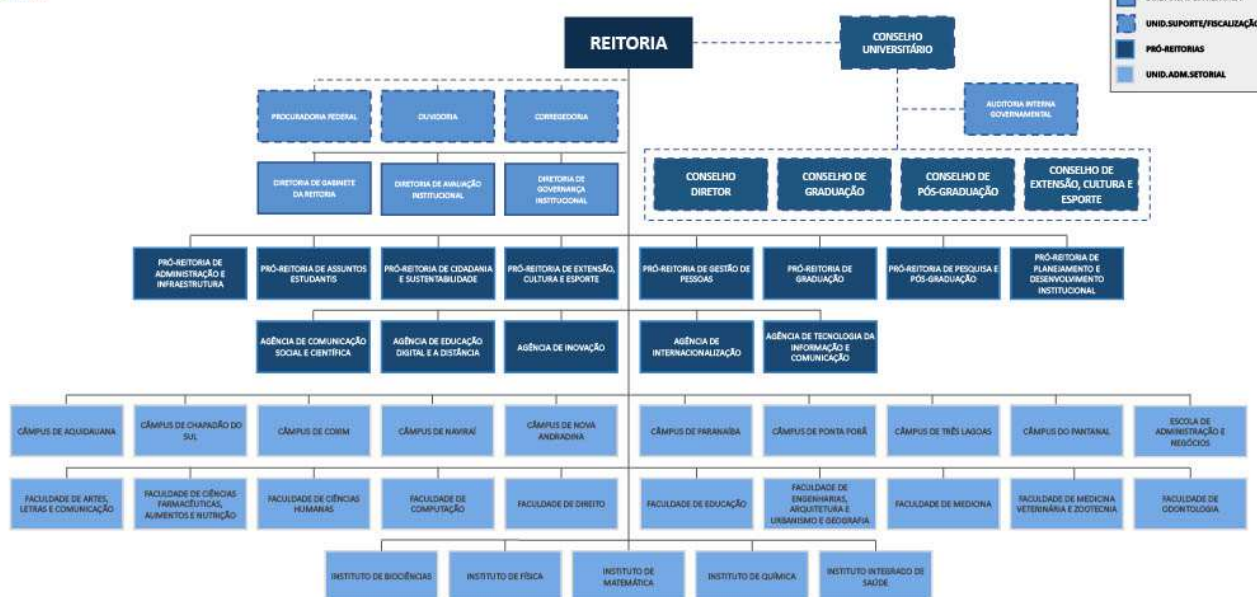 UNID.SUPORTE/FISCALIZAÇÃO
PRÓ-REITORIAS
UNID.ADM.SETORIAL
REITORIA
CONSELHO
UNIVERSITÁRIO
PROCURADORIA FEDERAL
OUVIDORIA
CORREGEDORIA
AUDITORIA INTERNA
GOVERNAMENTAL
DIRETORIA DE GABINETE
DA REITORIA
DIRETORIA DE AVALIAÇÃO
INSTITUCIONAL
DIRETORIA DE
GOVERNANÇA
INSTITUCIONAL
CONSELHO
DIRETOR
CONSELHO DE
GRADUAÇÃO
CONSELHO DE
PÓS-GRADUAÇÃO
CONSELHO DE
EXTENSÃO, CULTURA E
ESPORTE
PRÓ-REITORIA DE
ADMINISTRAÇÃO E
INFRAESTRUTURA
PRÓ-REITORIA DE ASSUNTOS
ESTUDANTIS
PRÓ-REITORIA DE CIDADANIA
E SUSTENTABILIDADE
PRÓ-REITORIA DE EXTENSÃO,
CULTURA E ESPORTE
PRÓ-REITORIA DE GESTÃO DE
PESSOAS
PRÓ-REITORIA DE
GRADUAÇÃO
PRÓ-REITORIA DE PESQUISA E
PÓS-GRADUAÇÃO
PRÓ-REITORIA DE
PLANEJAMENTO E
DESENVOLVIMENTO
INSTITUCIONAL
AGÊNCIA DE COMUNICAÇÃO
SOCIAL E CIENTÍFICA
AGÊNCIA DE EDUCAÇÃO
DIGITAL E A DISTÂNCIA
AGÊNCIA DE INOVAÇÃO
AGÊNCIA DE
INTERNACIONALIZAÇÃO
AGÊNCIA DE TECNOLOGIA DA
INFORMAÇÃO E
COMUNICAÇÃO
CÂMPUS DE AQUIDAUANA
CÂMPUS DE CHAPADÃO DO
SUL
CÂMPUS DE COXIM
CÂMPUS DE NAVIRAÍ
CÂMPUS DE NOVA
ANDRADINA
CÂMPUS DE PARANAÍBA
CÂMPUS DE PONTA PORÃ
CÂMPUS DE TRÊS LAGOAS
CÂMPUS DO PANTANAL
ESCOLA DE
ADMINISTRAÇÃO E
NEGÓCIOS
FACULDADE DE ARTES,
LETRAS E COMUNICAÇÃO
FACULDADE DE CIÊNCIAS
FARMACÊUTICAS,
ALIMENTOS E NUTRIÇÃO
FACULDADE DE CIÊNCIAS
HUMANAS
FACULDADE DE
COMPUTAÇÃO
FACULDADE DE DIREITO
FACULDADE DE EDUCAÇÃO
FACULDADE DE
ENGENHARIAS,
ARQUITETURA E
URBANISMO E GEOGRAFIA
FACULDADE DE MEDICINA
FACULDADE DE MEDICINA
VETERINÁRIA E ZOOTECNIA
FACULDADE DE
ODONTOLOGIA
INSTITUTO DE BIOCIÊNCIAS
INSTITUTO DE FÍSICA
INSTITUTO DE
MATEMÁTICA
INSTITUTO DE QUÍMICA
INSTITUTO INTEGRADO DE
SAÚDE